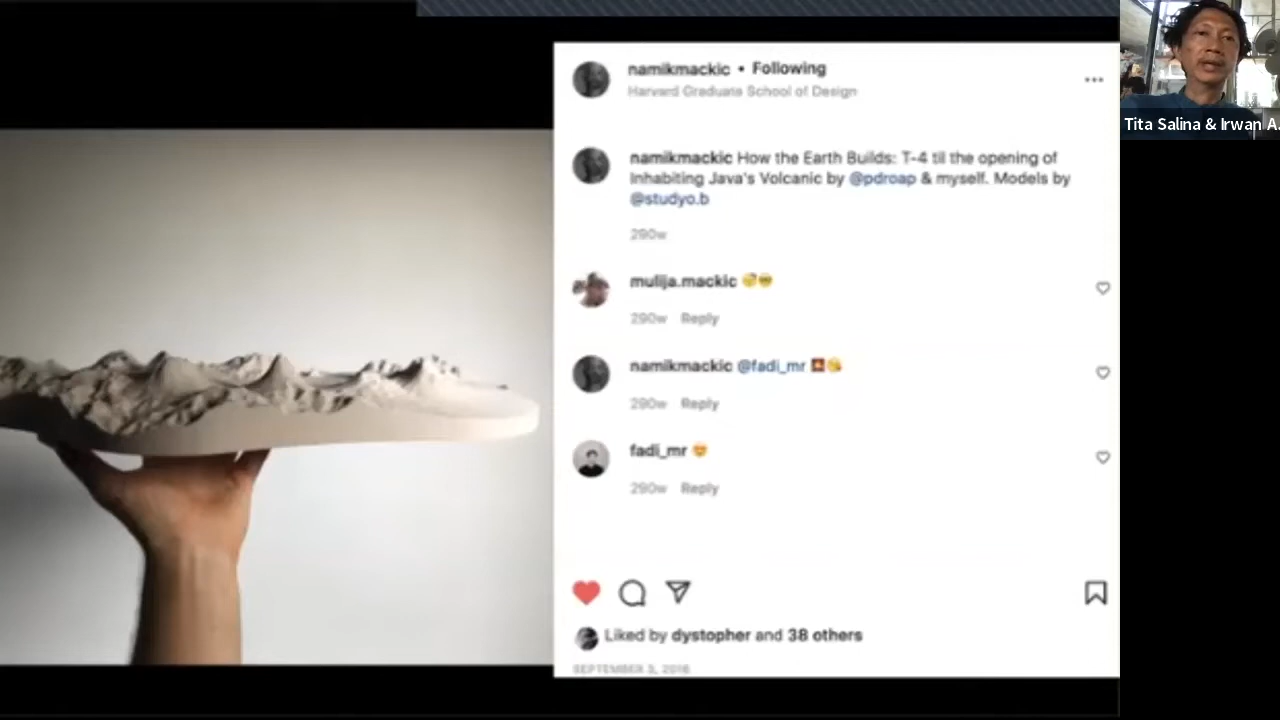 namikmackic • Following
Harvard Graduate School of Design
namikmackic How the Earth Builds: T-4 til the opening of
Inhabiting Java's Volcanic by @pdroap & myself. Models by
@studyo.b
290w
mulija.mackic 
290w Reply
namikmackic @fadi_mr
290w Reply
fadi_mr
290w Reply
Liked by dystopher and 38 others
SEPTEMBER 3, 2016
Tita Salina & Irwan A.